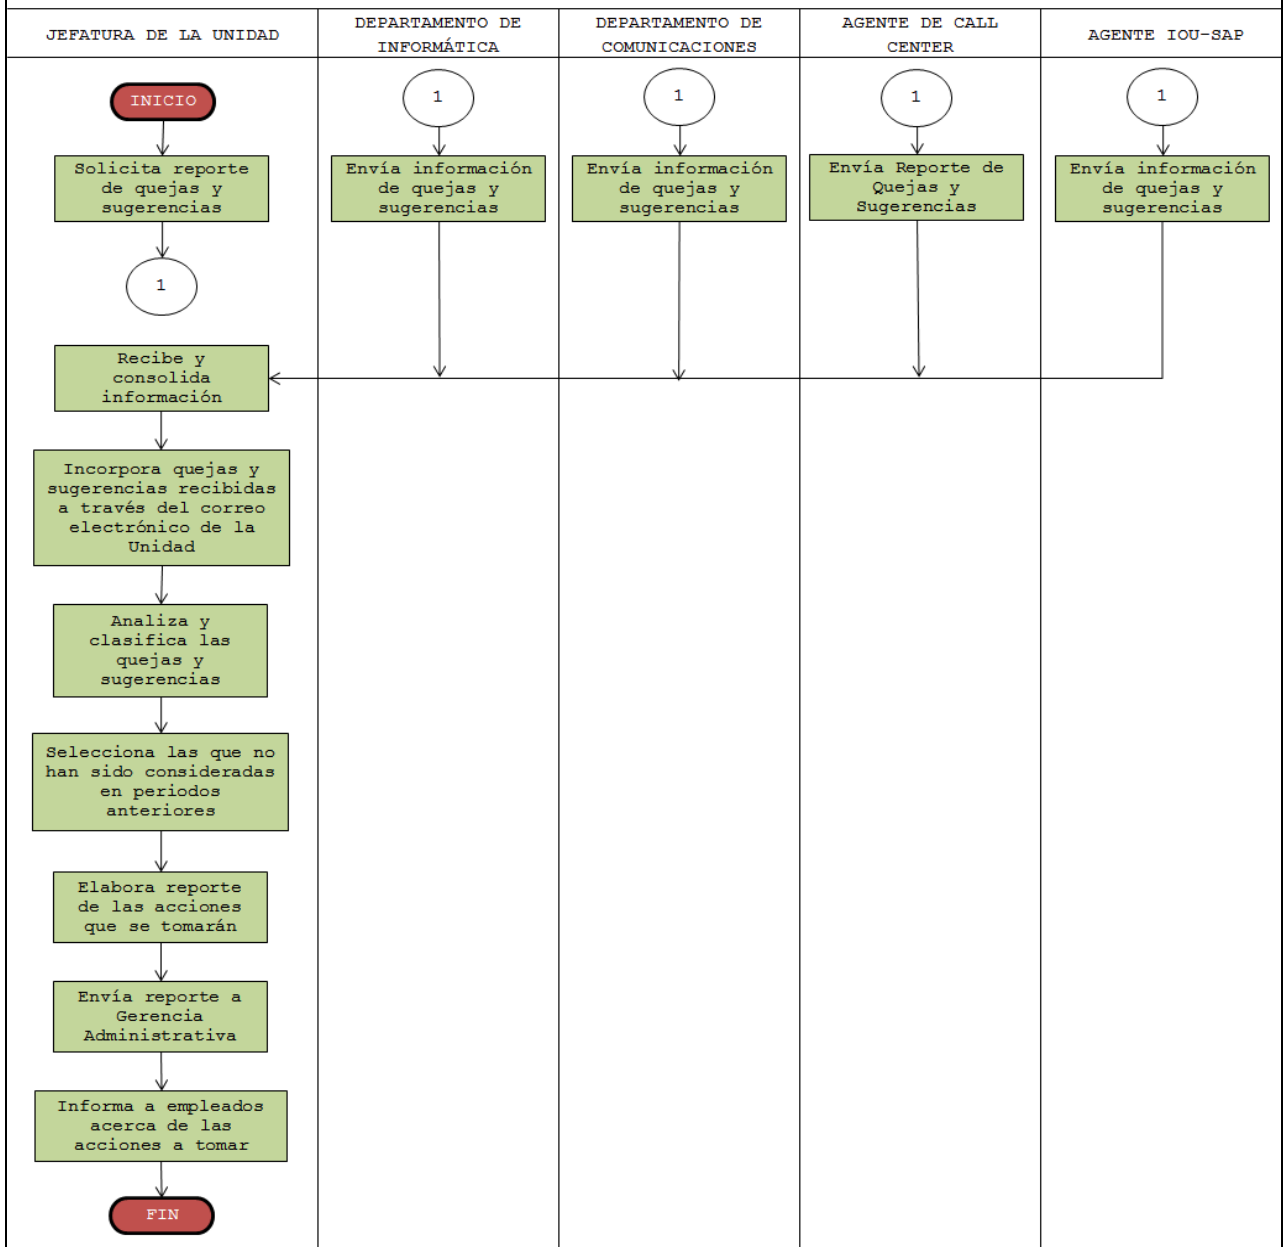 JEFATURA DE LA UNIDAD
DEPARTAMENTO DE
INFORMÁTICA
DEPARTAMENTO DE
COMUNICACIONES
AGENTE DE CALL
CENTER
AGENTE IOU-SAP
INICIO
1
1
1
1
Solicita reporte
de quejas y
sugerencias
Envía información
de quejas y
sugerencias
Envía información
de quejas y
sugerencias
Envía Reporte de
Quejas y
Sugerencias
Envía información
de quejas y
sugerencias
1
Recibe y
consolida
información
Incorpora quejas y
sugerencias recibidas
a través del correo
electrónico de la
Unidad
Analiza y
clasifica las
quejas y
sugerencias
Selecciona las que no
han sido consideradas
en periodos
anteriores
Elabora reporte
de las acciones
que se tomarán
Envía reporte a
Gerencia
Administrativa
Informa a empleados
acerca de las
acciones a tomar
FIN